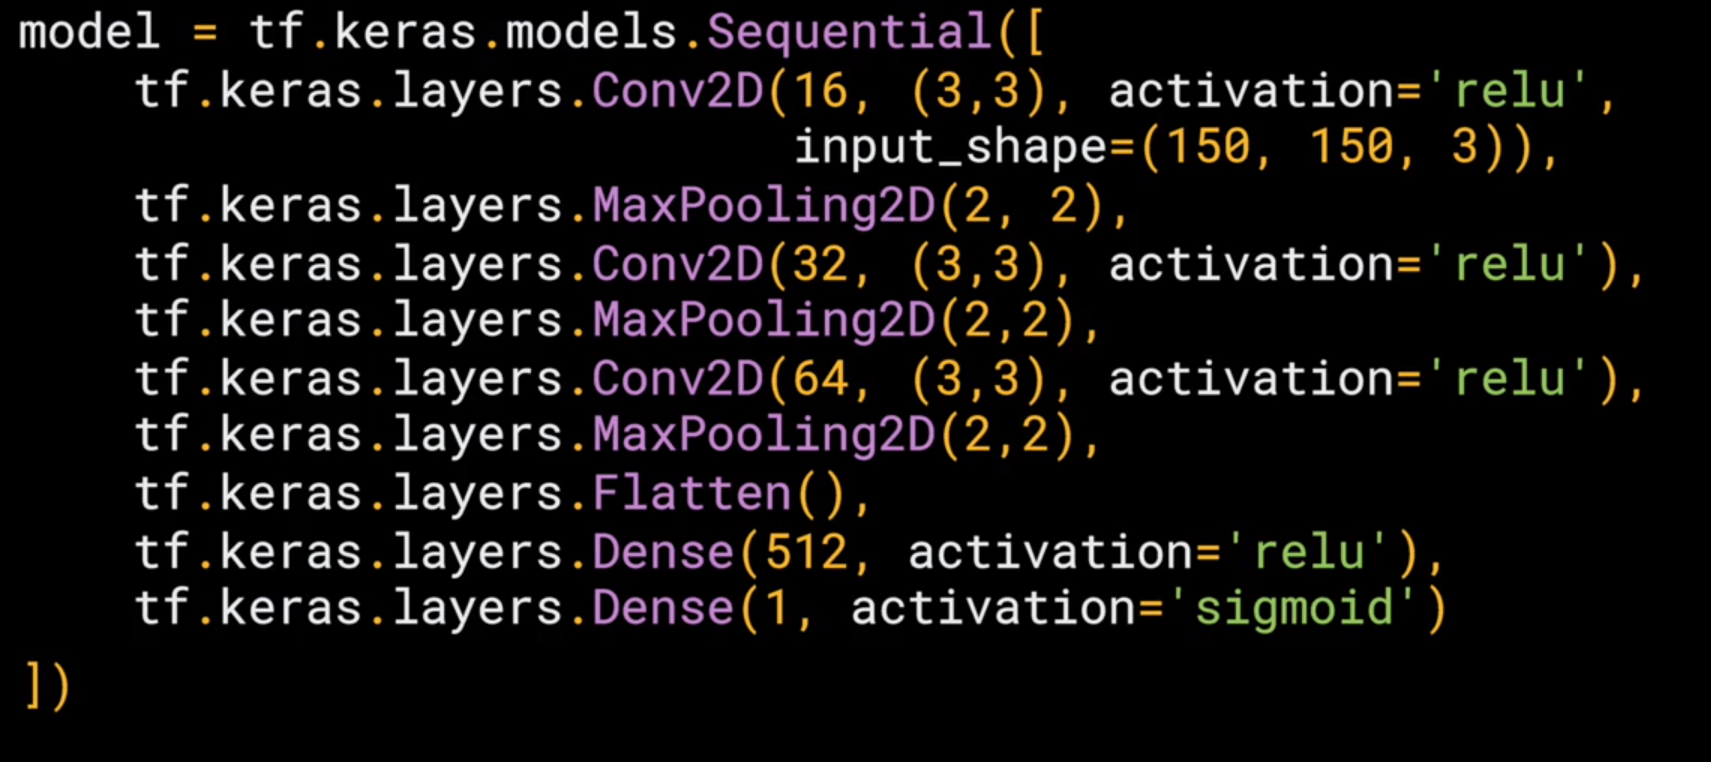 model = tf.keras.models.Sequential([
    tf.keras.layers.Conv2D(16, (3,3), activation='relu',
                           input_shape=(150, 150, 3)),
    tf.keras.layers.MaxPooling2D(2, 2),
    tf.keras.layers.Conv2D(32, (3,3), activation='relu'),
    tf.keras.layers.MaxPooling2D(2,2),
    tf.keras.layers.Conv2D(64, (3,3), activation='relu'),
    tf.keras.layers.MaxPooling2D(2,2),
    tf.keras.layers.Flatten(),
    tf.keras.layers.Dense(512, activation='relu'),
    tf.keras.layers.Dense(1, activation='sigmoid')
])